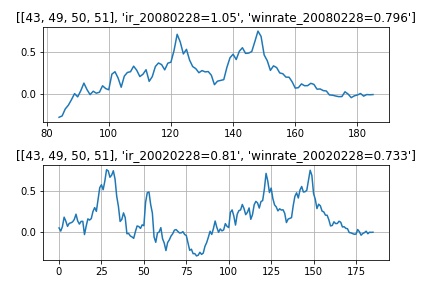 [[43, 49, 50, 51], 'ir_20080228=1.05', 'winrate_20080228=0.796']
0.5
0.0
80 100 120 140 160 180
[[43, 49, 50, 51], 'ir_20020228=0.81', 'winrate_20020228=0.733']
0.5
0.0
0 25 50 75 100 125 150 175